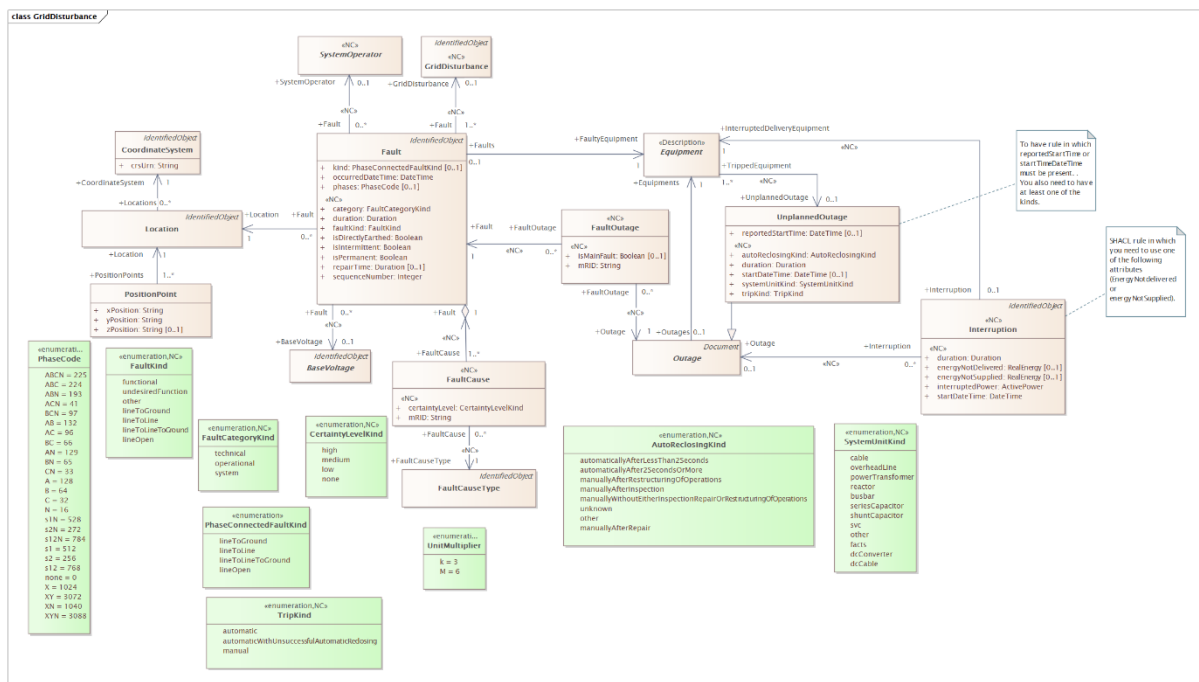 class GridDisturbance
«NC»
SystemOperator
IdentifiedObject
«NC»
GridDisturbance
+SystemOperator
0..1
+GridDisturbance
0..1
«NC»
«NC»
+Fault
0..*
+Fault
1..*
IdentifiedObject
CoordinateSystem
+ crsUrn: String
+CoordinateSystem
1
+Locations
0..*
IdentifiedObject
Location
+Location
1
+Fault
0..*
+Location
1
+PositionPoints
1..*
PositionPoint
+ xPosition: String
+ yPosition: String
+ zPosition: String [0..1]
IdentifiedObject
Fault
+ kind: PhaseConnectedFaultKind [0..1]
+ occurredDateTime: DateTime
+ phases: PhaseCode [0..1]
«NC»
+ category: FaultCategoryKind
+ duration: Duration
+ faultKind: FaultKind
+ isDirectlyEarthed: Boolean
+ isIntermittent: Boolean
+ isPermanent: Boolean
+ repairTime: Duration [0..1]
+ sequenceNumber: Integer
+Faults
0..1
+FaultyEquipment
1
«Description»
Equipment
+InterruptedDeliveryEquipment
1
«NC»
+TrippedEquipment
1..*
«NC»
+Equipments
1
+UnplannedOutage
0..1
UnplannedOutage
+ reportedStartTime: DateTime [0..1]
«NC»
+ autoReclosingKind: AutoReclosingKind
+ duration: Duration
+ startDateTime: DateTime [0..1]
+ systemUnitKind: SystemUnitKind
+ tripKind: TripKind
To have rule in which
reportedStartTime or
startTimeDateTime
must be present. .
You also need to have
at least one of the
kinds.
SHACL rule in which
you need to use one
of the following
attributes
(EnergyNotdelivered
or
energyNotSupplied).
+Fault
1
+FaultOutage
«NC»
0..*
«NC»
FaultOutage
+ isMainFault: Boolean [0..1]
+ mRID: String
+FaultOutage
0..*
«NC»
+Outage
1
+Outages
0..1
Document
Outage
+Outage
0..1
«NC»
+Interruption
0..*
+Interruption
0..1
IdentifiedObject
«NC»
Interruption
«NC»
+ duration: Duration
+ energyNotDelivered: RealEnergy [0..1]
+ energyNotSupplied: RealEnergy [0..1]
+ interruptedPower: ActivePower
+ startDateTime: DateTime
+Fault
0..*
«NC»
+BaseVoltage
0..1
IdentifiedObject
BaseVoltage
+Fault
1
«NC»
+FaultCause
1..*
«NC»
FaultCause
+ certaintyLevel: CertaintyLevelKind
+ mRID: String
+FaultCause
0..*
«NC»
+FaultCauseType
1
IdentifiedObject
FaultCauseType
«enumerati...
PhaseCode
ABCN = 225
ABC = 224
ABN = 193
ACN = 41
BCN = 97
AB = 132
AC = 96
BC = 66
AN = 129
BN = 65
CN = 33
A = 128
B = 64
C = 32
N = 16
s1N = 528
s2N = 272
s12N = 784
s1 = 512
s2 = 256
s12 = 768
none = 0
X = 1024
XY = 3072
XN = 1040
XYN = 3088
«enumeration,NC»
FaultKind
functional
undesiredFunction
other
lineToGround
lineToLine
lineToLineToGround
lineOpen
«enumeration,NC»
FaultCategoryKind
technical
operational
system
«enumeration,NC»
CertaintyLevelKind
high
medium
low
none
«enumeration»
PhaseConnectedFaultKind
lineToGround
lineToLine
lineToLineToGround
lineOpen
«enumerati...
UnitMultiplier
k = 3
M = 6
«enumeration,NC»
TripKind
automatic
automaticWithUnsuccessfulAutomaticReclosing
manual
«enumeration,NC»
AutoReclosingKind
automaticallyAfterLessThan2Seconds
automaticallyAfter2SecondsOrMore
manuallyAfterRestructuringOfOperations
manuallyAfterInspection
manuallyWithoutEitherInspectionRepairOrRestructuringOfOperations
unknown
other
manuallyAfterRepair
«enumeration,NC»
SystemUnitKind
cable
overheadLine
powerTransformer
reactor
busbar
seriesCapacitor
shuntCapacitor
svc
other
facts
dcConverter
dcCable